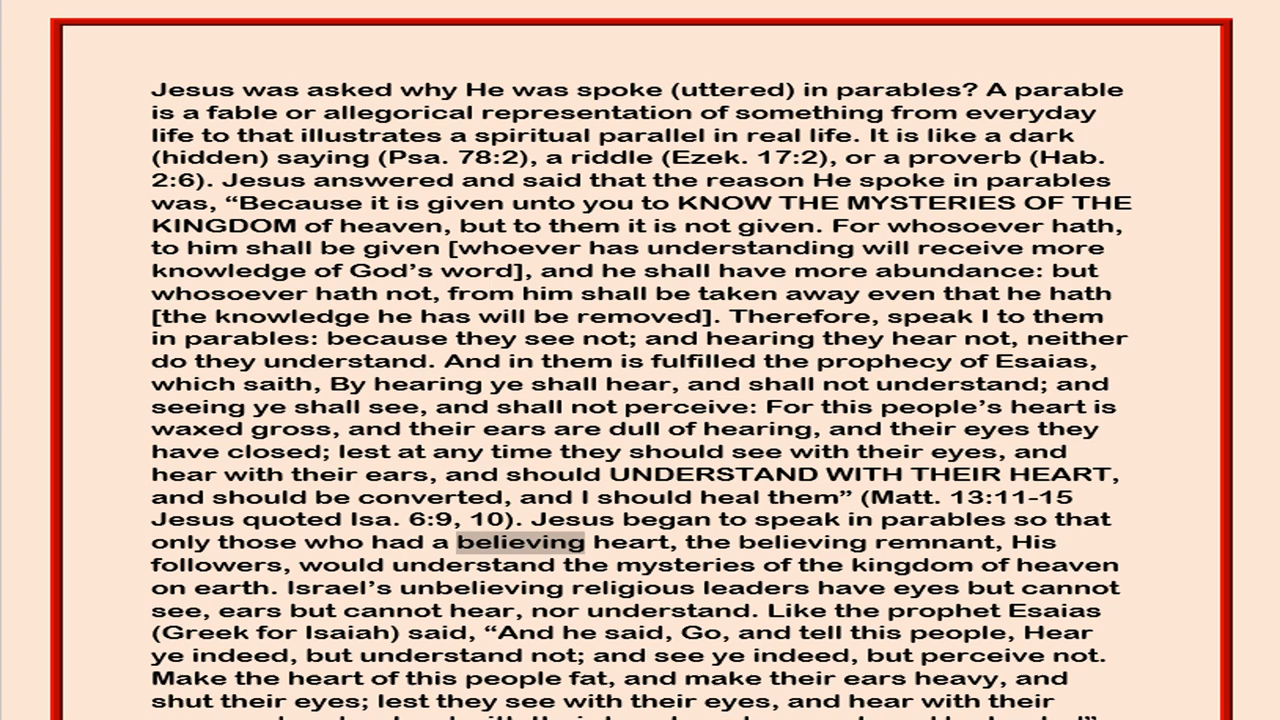 Jesus was asked why He was spoke (uttered) in parables? A parable
is a fable or allegorical representation of something from everyday
life to that illustrates a spiritual parallel in real life. It is like a dark
(hidden) saying (Psa. 78:2), a riddle (Ezek. 17:2), or a proverb (Hab.
2:6). Jesus answered and said that the reason He spoke in parables
was, “Because it is given unto you to KNOW THE MYSTERIES OF THE
KINGDOM of heaven, but to them it is not given. For whosoever hath,
to him shall be given [whoever has understanding will receive more
knowledge of God’s word], and he shall have more abundance: but
whosoever hath not, from him shall be taken away even that he hath
[the knowledge he has will be removed]. Therefore, speak I to them
in parables: because they see not; and hearing they hear not, neither
do they understand. And in them is fulfilled the prophecy of Esaias,
which saith, By hearing ye shall hear, and shall not understand; and
seeing ye shall see, and shall not perceive: For this people’s heart is
waxed gross, and their ears are dull of hearing, and their eyes they
have closed; lest at any time they should see with their eyes, and
hear with their ears, and should UNDERSTAND WITH THEIR HEART,
and should be converted, and I should heal them” (Matt. 13:11-15
Jesus quoted Isa. 6:9, 10). Jesus began to speak in parables so that
only those who had a believing heart, the believing remnant, His
followers, would understand the mysteries of the kingdom of heaven
on earth. Israel’s unbelieving religious leaders have eyes but cannot
see, ears but cannot hear, nor understand. Like the prophet Esaias
(Greek for Isaiah) said, “And he said, Go, and tell this people, Hear
ye indeed, but understand not; and see ye indeed, but perceive not.
Make the heart of this people fat, and make their ears heavy, and
shut their eyes; lest they see with their eyes, and hear with their